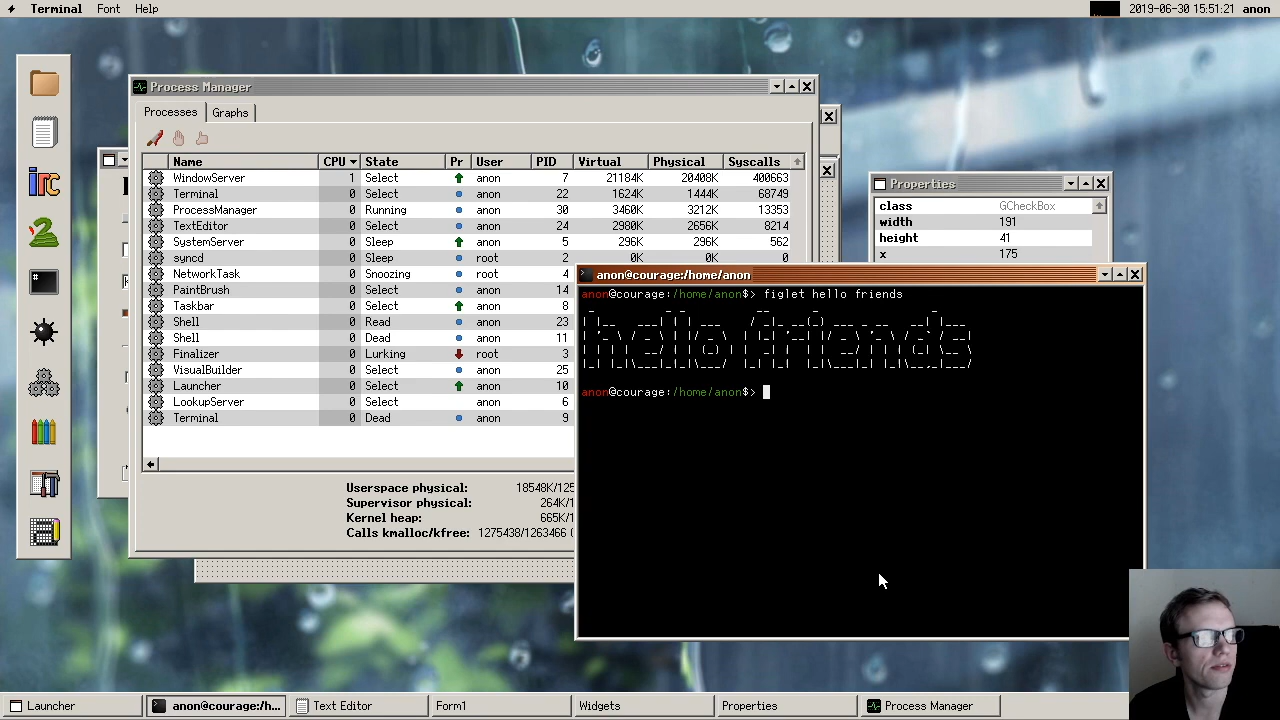 Terminal Font Help 2019-06-30 15:51:21 anon
Process Manager
Processes Graphs
Name CPU State Pr User PID Virtual Physical Syscalls
WindowServer 1 Select anon 7 21184K 20408K 400663
Terminal 0 Select anon 22 1624K 1444K 68749
ProcessManager 0 Running anon 30 3460K 3212K 13353
TextEditor 0 Select anon 24 2980K 2656K 8214
SystemServer 0 Sleep anon 5 296K 296K 562
syncd 0 Sleep root 2 0K 0K 0
NetworkTask 0 Snoozing root 4
PaintBrush 0 Select anon 14
Taskbar 0 Select anon 8
Shell 0 Read anon 23
Shell 0 Dead anon 11
Finalizer 0 Lurking root 3
VisualBuilder 0 Select anon 25
Launcher 0 Select anon 10
LookupServer 0 Select anon 6
Terminal 0 Dead anon 9
Userspace physical: 18548K/125
Supervisor physical: 264K/1
Kernel heap: 665K/1
Calls kmalloc/kfree: 1275438/1263466 (
irc
Properties
class GCheckBox
width 191
height 41
x 175
anon@courage:/home/anon
anon@courage:/home/anon$> figlet hello friends
hello friends
anon@courage:/home/anon$>
Launcher anon@courage:/h... Text Editor Form1 Widgets Properties Process Manager